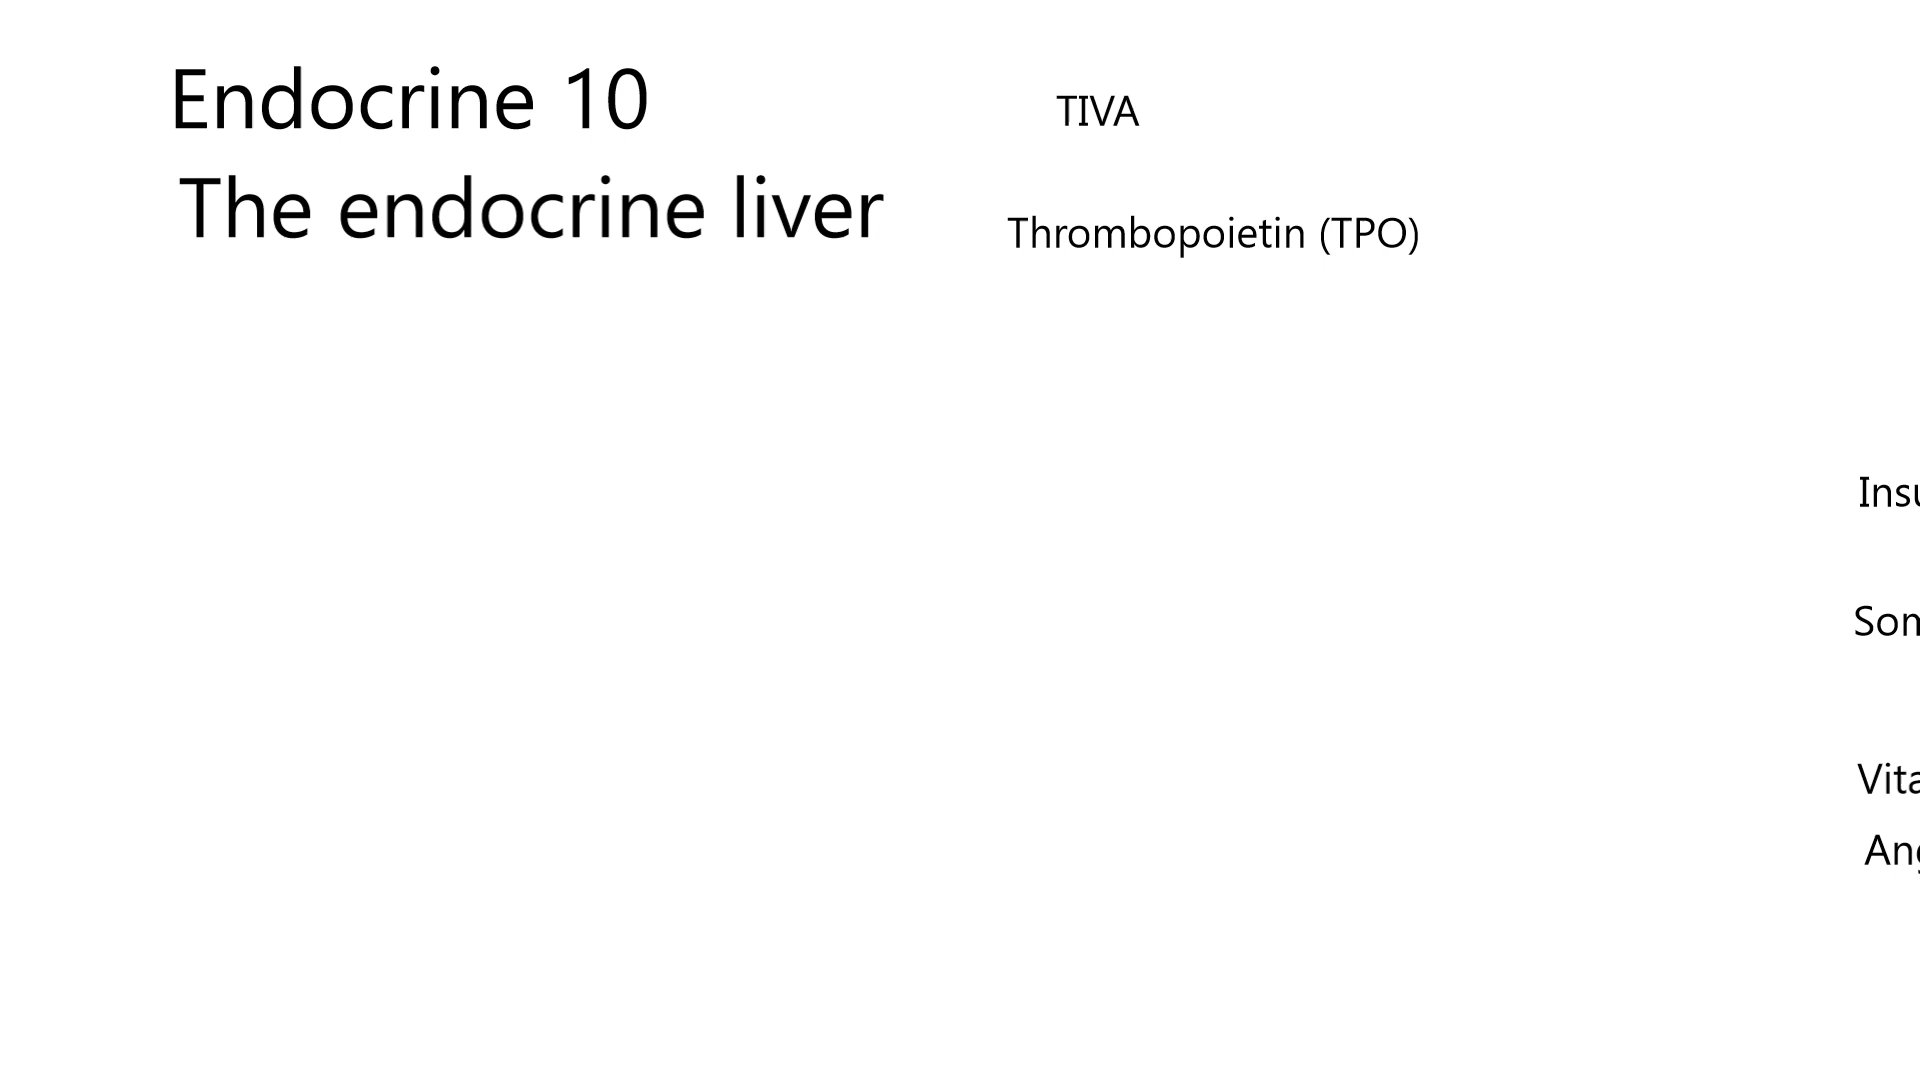 Endocrine 10
The endocrine liver
TIVA
Thrombopoietin (TPO)